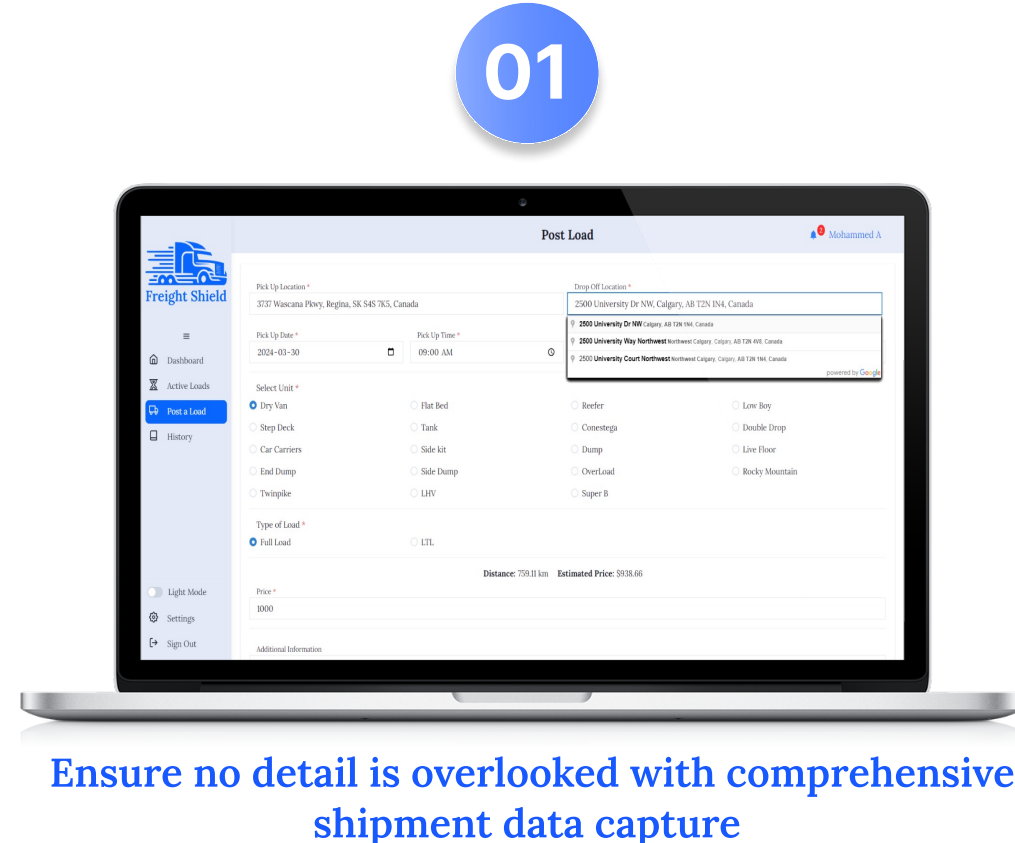 01
Post Load
2 Mohammed A
Freight Shield
Dashboard
Active Loads
Post a Load
History
Light Mode
Settings
Sign Out
Pick Up Location *
3737 Wascana Pkwy, Regina, SK S4S 7K5, Canada
Drop Off Location *
2500 University Dr NW, Calgary, AB T2N 1N4, Canada
2500 University Dr NW Calgary, AB T2N 1N4, Canada
2500 University Way Northwest Northwest Calgary, Calgary, AB T2N 4V8, Canada
2500 University Court Northwest Northwest Calgary, Calgary, AB T2N 1N4, Canada
powered by Google
Pick Up Date *
2024-03-30
Pick Up Time *
09:00 AM
Select Unit *
Dry Van Flat Bed Reefer Low Boy
Step Deck Tank Conestega Double Drop
Car Carriers Side kit Dump Live Floor
End Dump Side Dump OverLoad Rocky Mountain
Twinpike LHV Super B
Type of Load *
Full Load LTL
Distance: 759.11 km Estimated Price: $938.66
Price *
1000
Additional Information
Ensure no detail is overlooked with comprehensive
shipment data capture